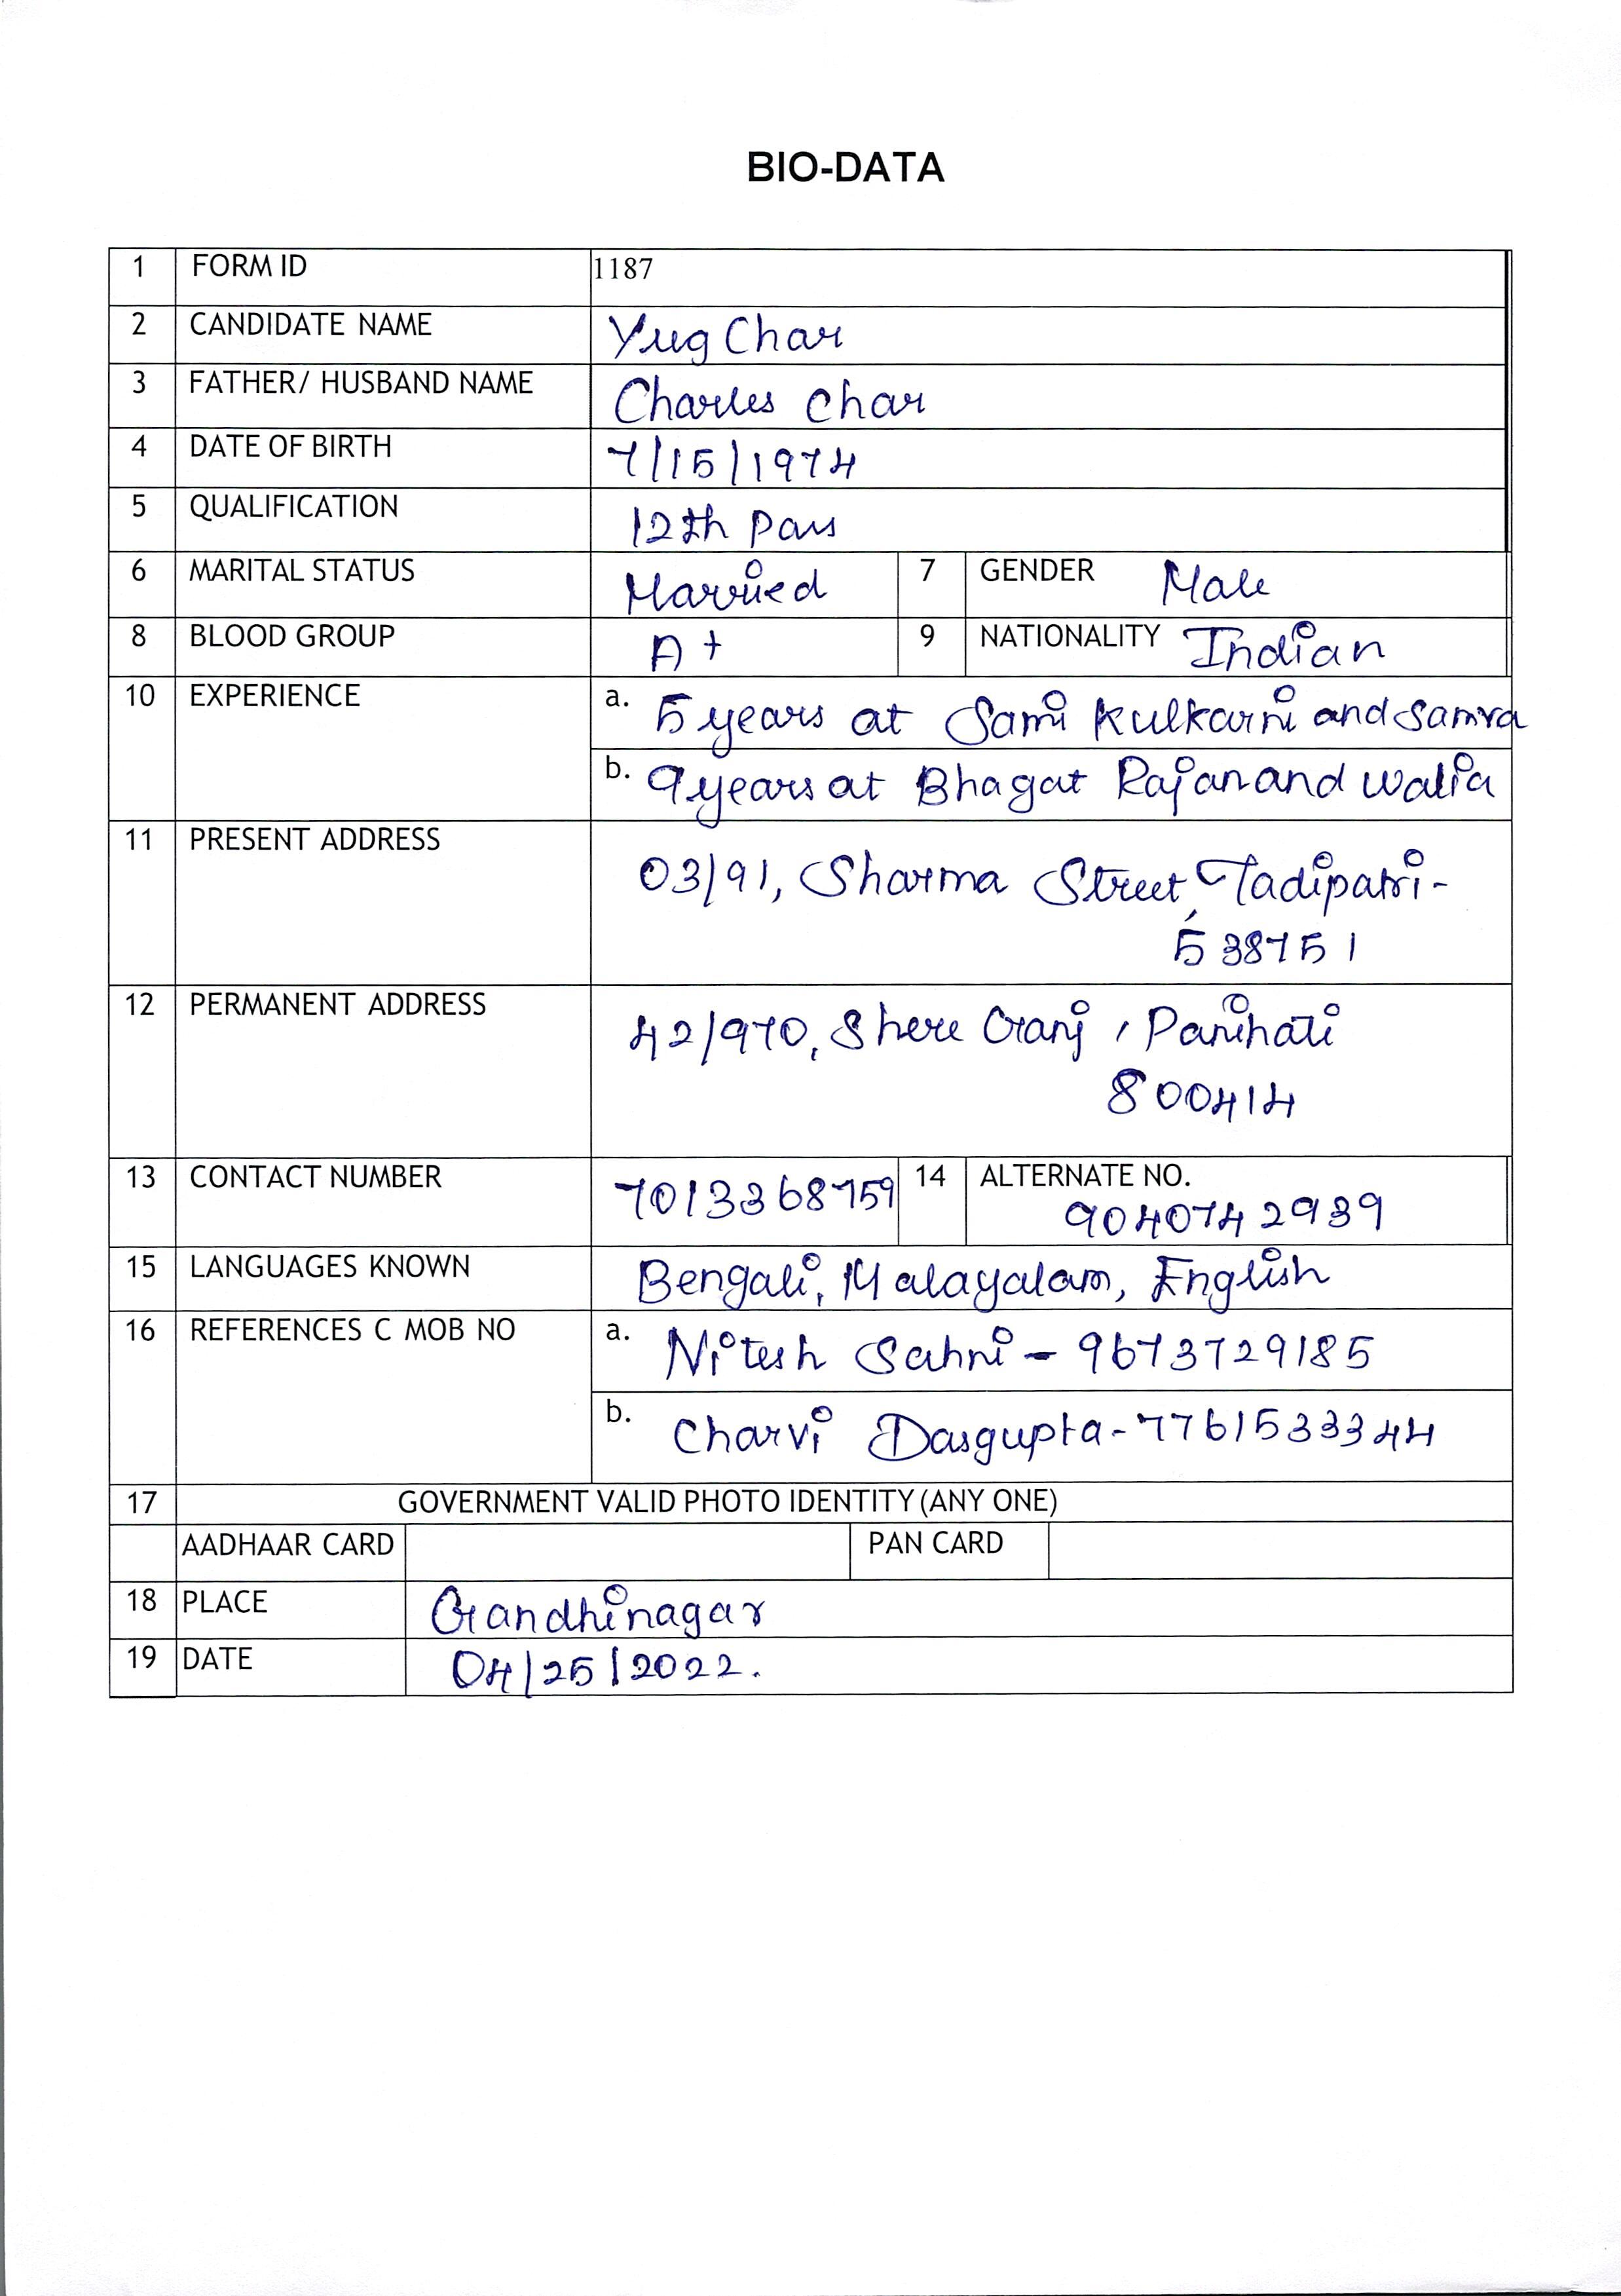 BIO-DATA
1 FORM ID 1187
2 CANDIDATE NAME Yug Char
3 FATHER/ HUSBAND NAME Charles Char
4 DATE OF BIRTH 7/15/1974
5 QUALIFICATION 12th Pass
6 MARITAL STATUS Married 7 GENDER Male
8 BLOOD GROUP A+ 9 NATIONALITY Indian
10 EXPERIENCE a. 5 years at Sami Kulkarni and Samra
b. 9 years at Bhagat Rajan and Walia
11 PRESENT ADDRESS 03/91, Sharma Street, Tadipatri-
538751
12 PERMANENT ADDRESS 42/970, Shere Ganj, Panihati
800414
13 CONTACT NUMBER 7013368759 14 ALTERNATE NO.
9040742939
15 LANGUAGES KNOWN Bengali, Malayalam, English
16 REFERENCES C MOB NO a. Nitesh Sahni - 9673729185
b. Charvi Dasgupta - 7761533344
17 GOVERNMENT VALID PHOTO IDENTITY (ANY ONE)
AADHAAR CARD PAN CARD
18 PLACE Gandhinagar
19 DATE 04/25/2022.